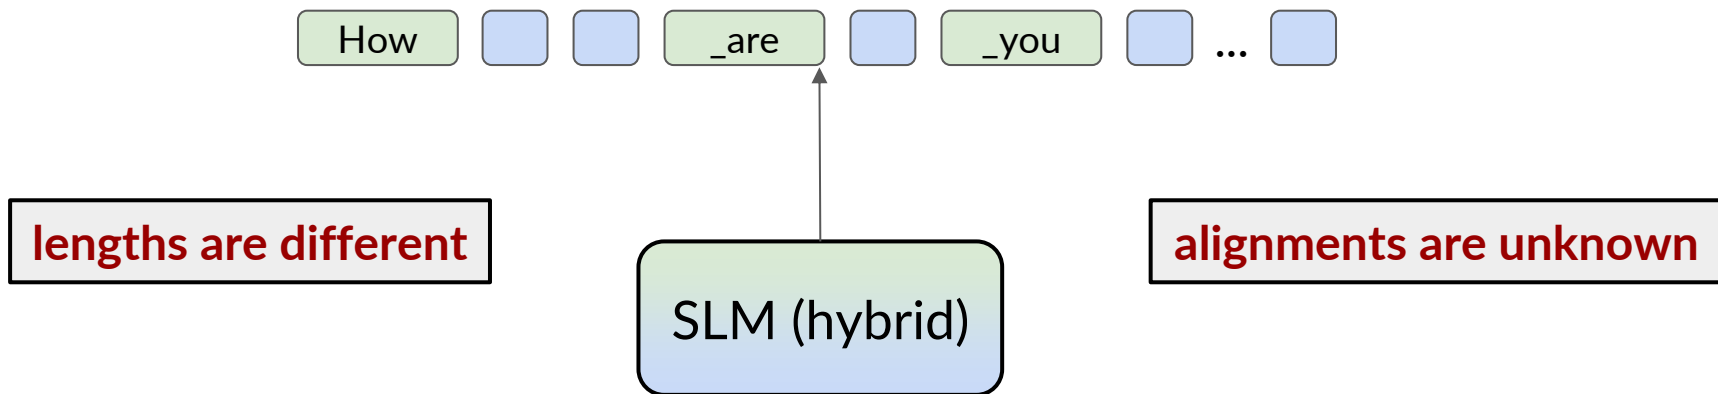 How _are _you ...
lengths are different
alignments are unknown
SLM (hybrid)